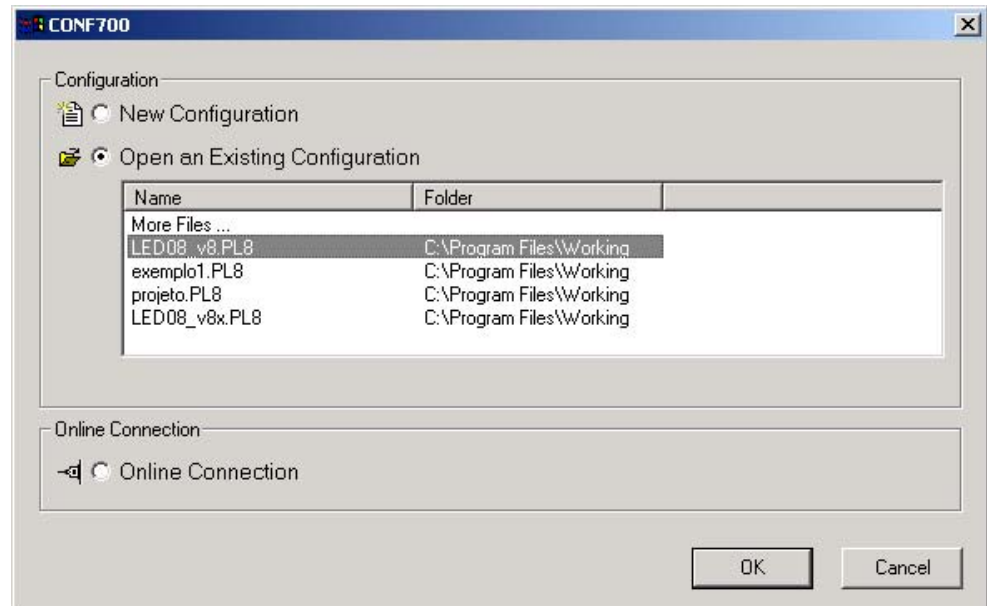 CONF700
Configuration
New Configuration
Open an Existing Configuration
Name Folder
More Files ...
LED08_v8.PL8 C:\Program Files\Working
exemplo1.PL8 C:\Program Files\Working
projeto.PL8 C:\Program Files\Working
LED08_v8x.PL8 C:\Program Files\Working
Online Connection
Online Connection
OK Cancel